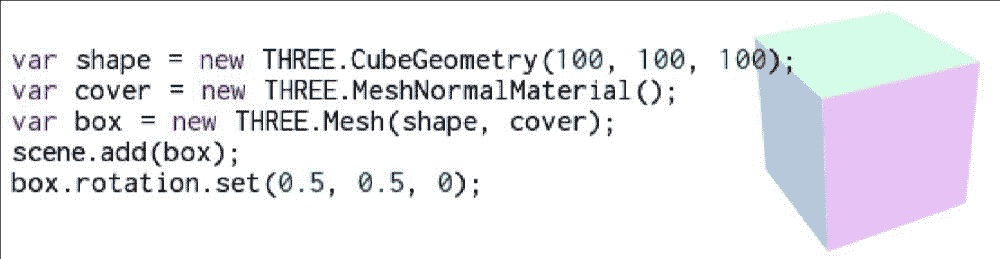 var shape = new THREE.CubeGeometry(100, 100, 100);
var cover = new THREE.MeshNormalMaterial();
var box = new THREE.Mesh(shape, cover);
scene.add(box);
box.rotation.set(0.5, 0.5, 0);